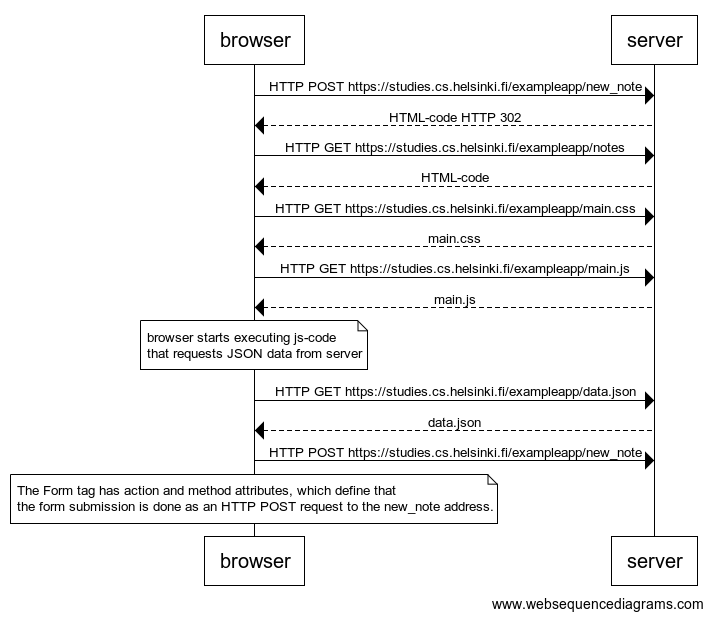 browser
server
HTTP POST https://studies.cs.helsinki.fi/exampleapp/new_note
HTML-code HTTP 302
HTTP GET https://studies.cs.helsinki.fi/exampleapp/notes
HTML-code
HTTP GET https://studies.cs.helsinki.fi/exampleapp/main.css
main.css
HTTP GET https://studies.cs.helsinki.fi/exampleapp/main.js
main.js
browser starts executing js-code
that requests JSON data from server
HTTP GET https://studies.cs.helsinki.fi/exampleapp/data.json
data.json
HTTP POST https://studies.cs.helsinki.fi/exampleapp/new_note
The Form tag has action and method attributes, which define that
the form submission is done as an HTTP POST request to the new_note address.
browser
server
www.websequencediagrams.com